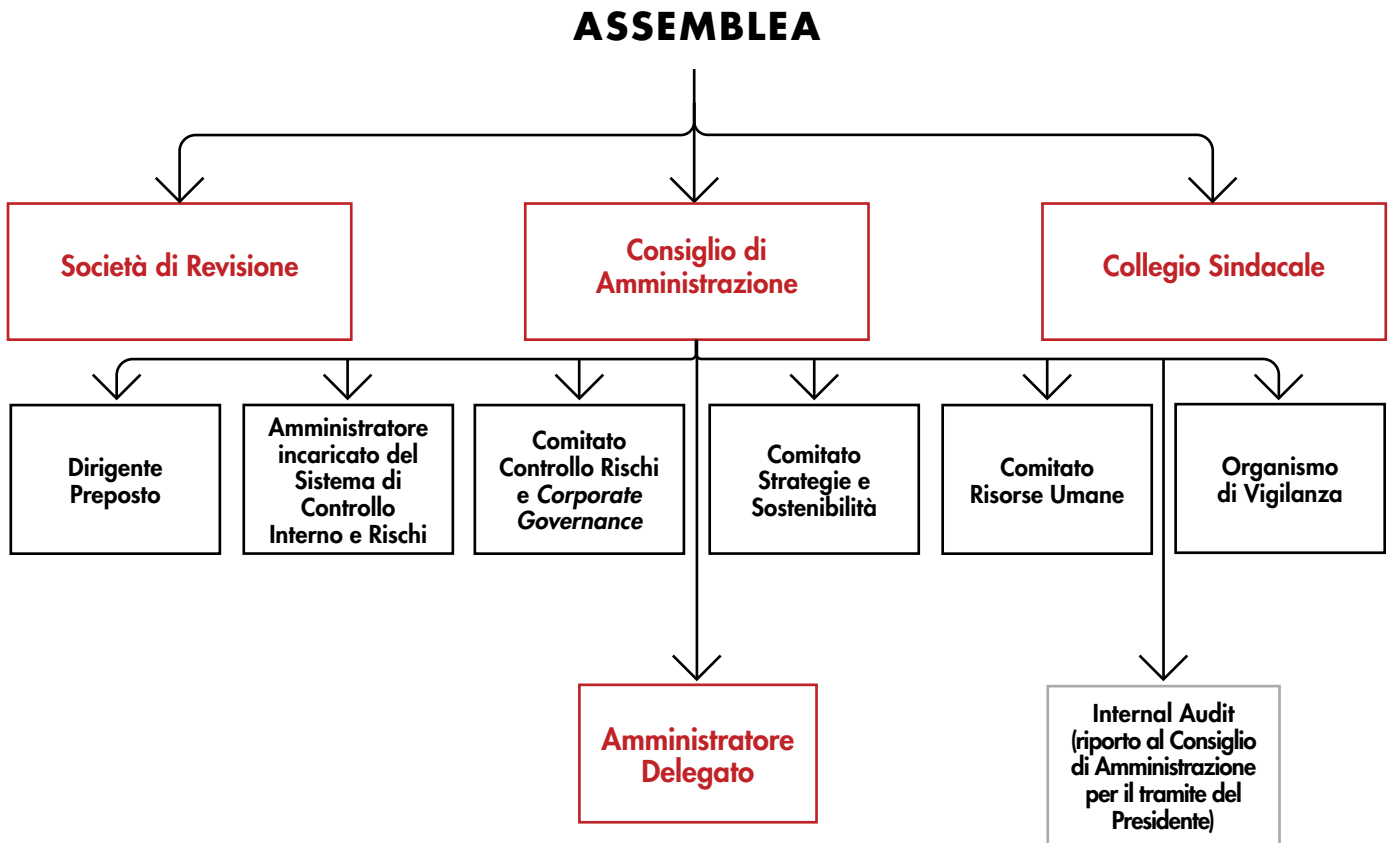 ASSEMBLEA
Società di Revisione
Consiglio di
Amministrazione
Collegio Sindacale
Dirigente
Preposto
Amministratore
incaricato del
Sistema di
Controllo
Interno e Rischi
Comitato
Controllo Rischi
e Corporate
Governance
Comitato
Strategie e
Sostenibilità
Comitato
Risorse Umane
Organismo
di Vigilanza
Amministratore
Delegato
Internal Audit
(riporto al Consiglio
di Amministrazione
per il tramite del
Presidente)